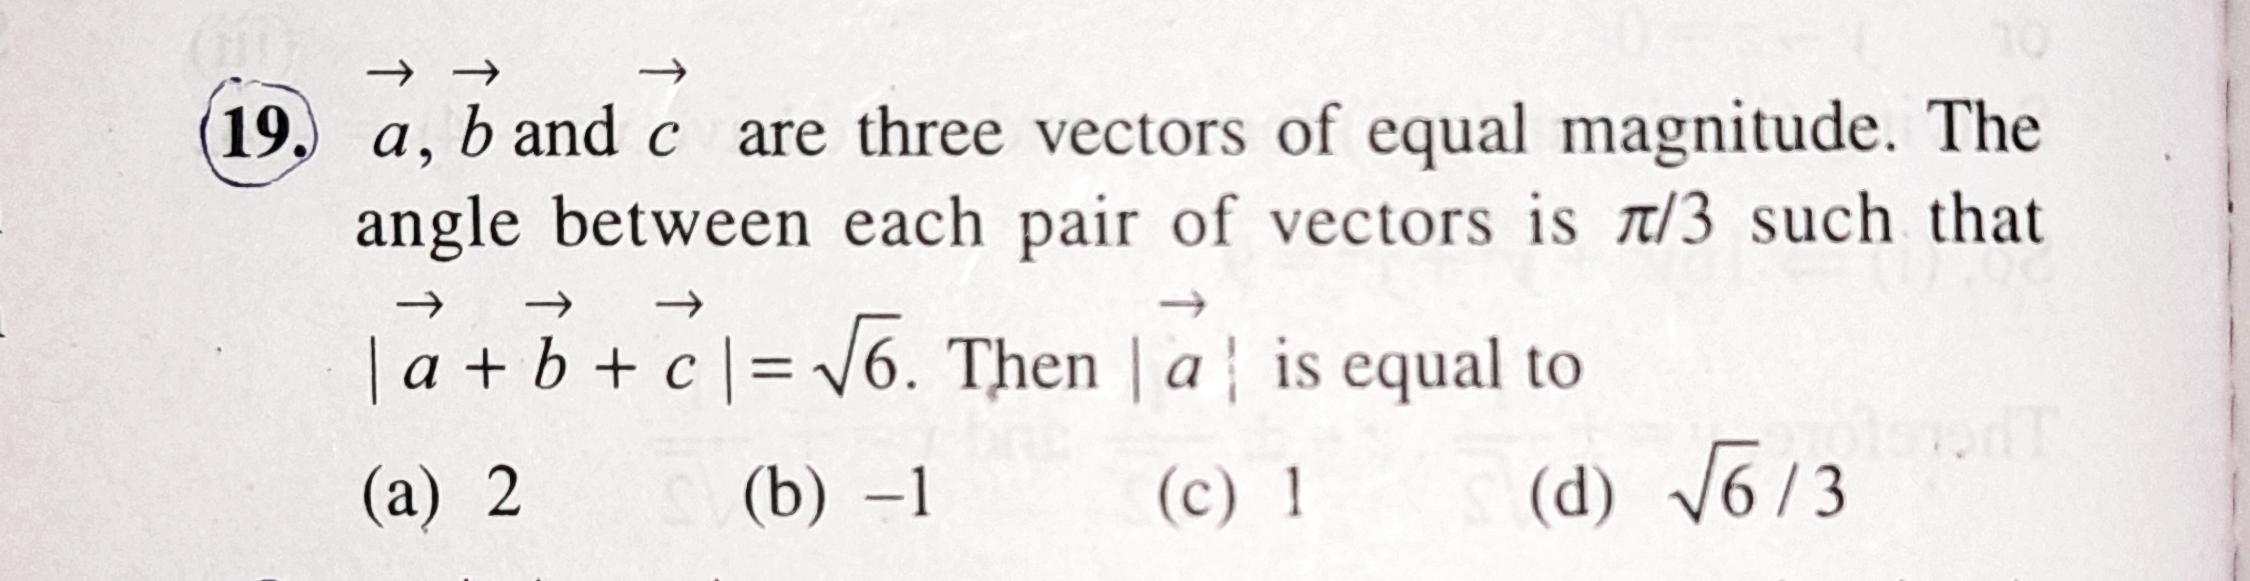 19. a⃗, b⃗ and c⃗ are three vectors of equal magnitude. The
angle between each pair of vectors is π/3 such that
| a⃗ + b⃗ + c⃗ | = √6. Then | a⃗ | is equal to
(a) 2 (b) –1 (c) 1 (d) √6 / 3